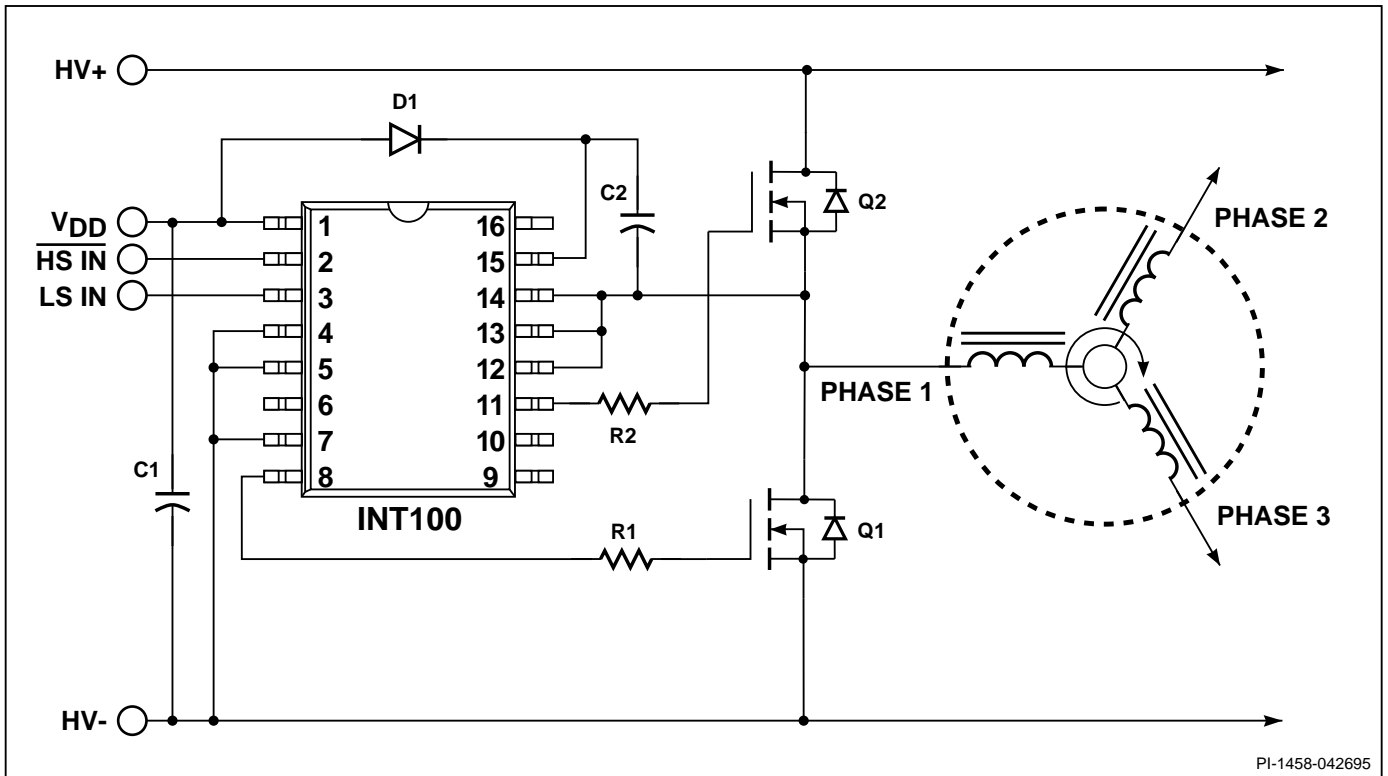 HV+
D1
C2
Q2
VDD
HS IN
LS IN
1
2
3
4
5
6
7
8
16
15
14
13
12
11
10
9
INT100
C1
R2
R1
Q1
PHASE 1
PHASE 2
PHASE 3
HV-
PI-1458-042695